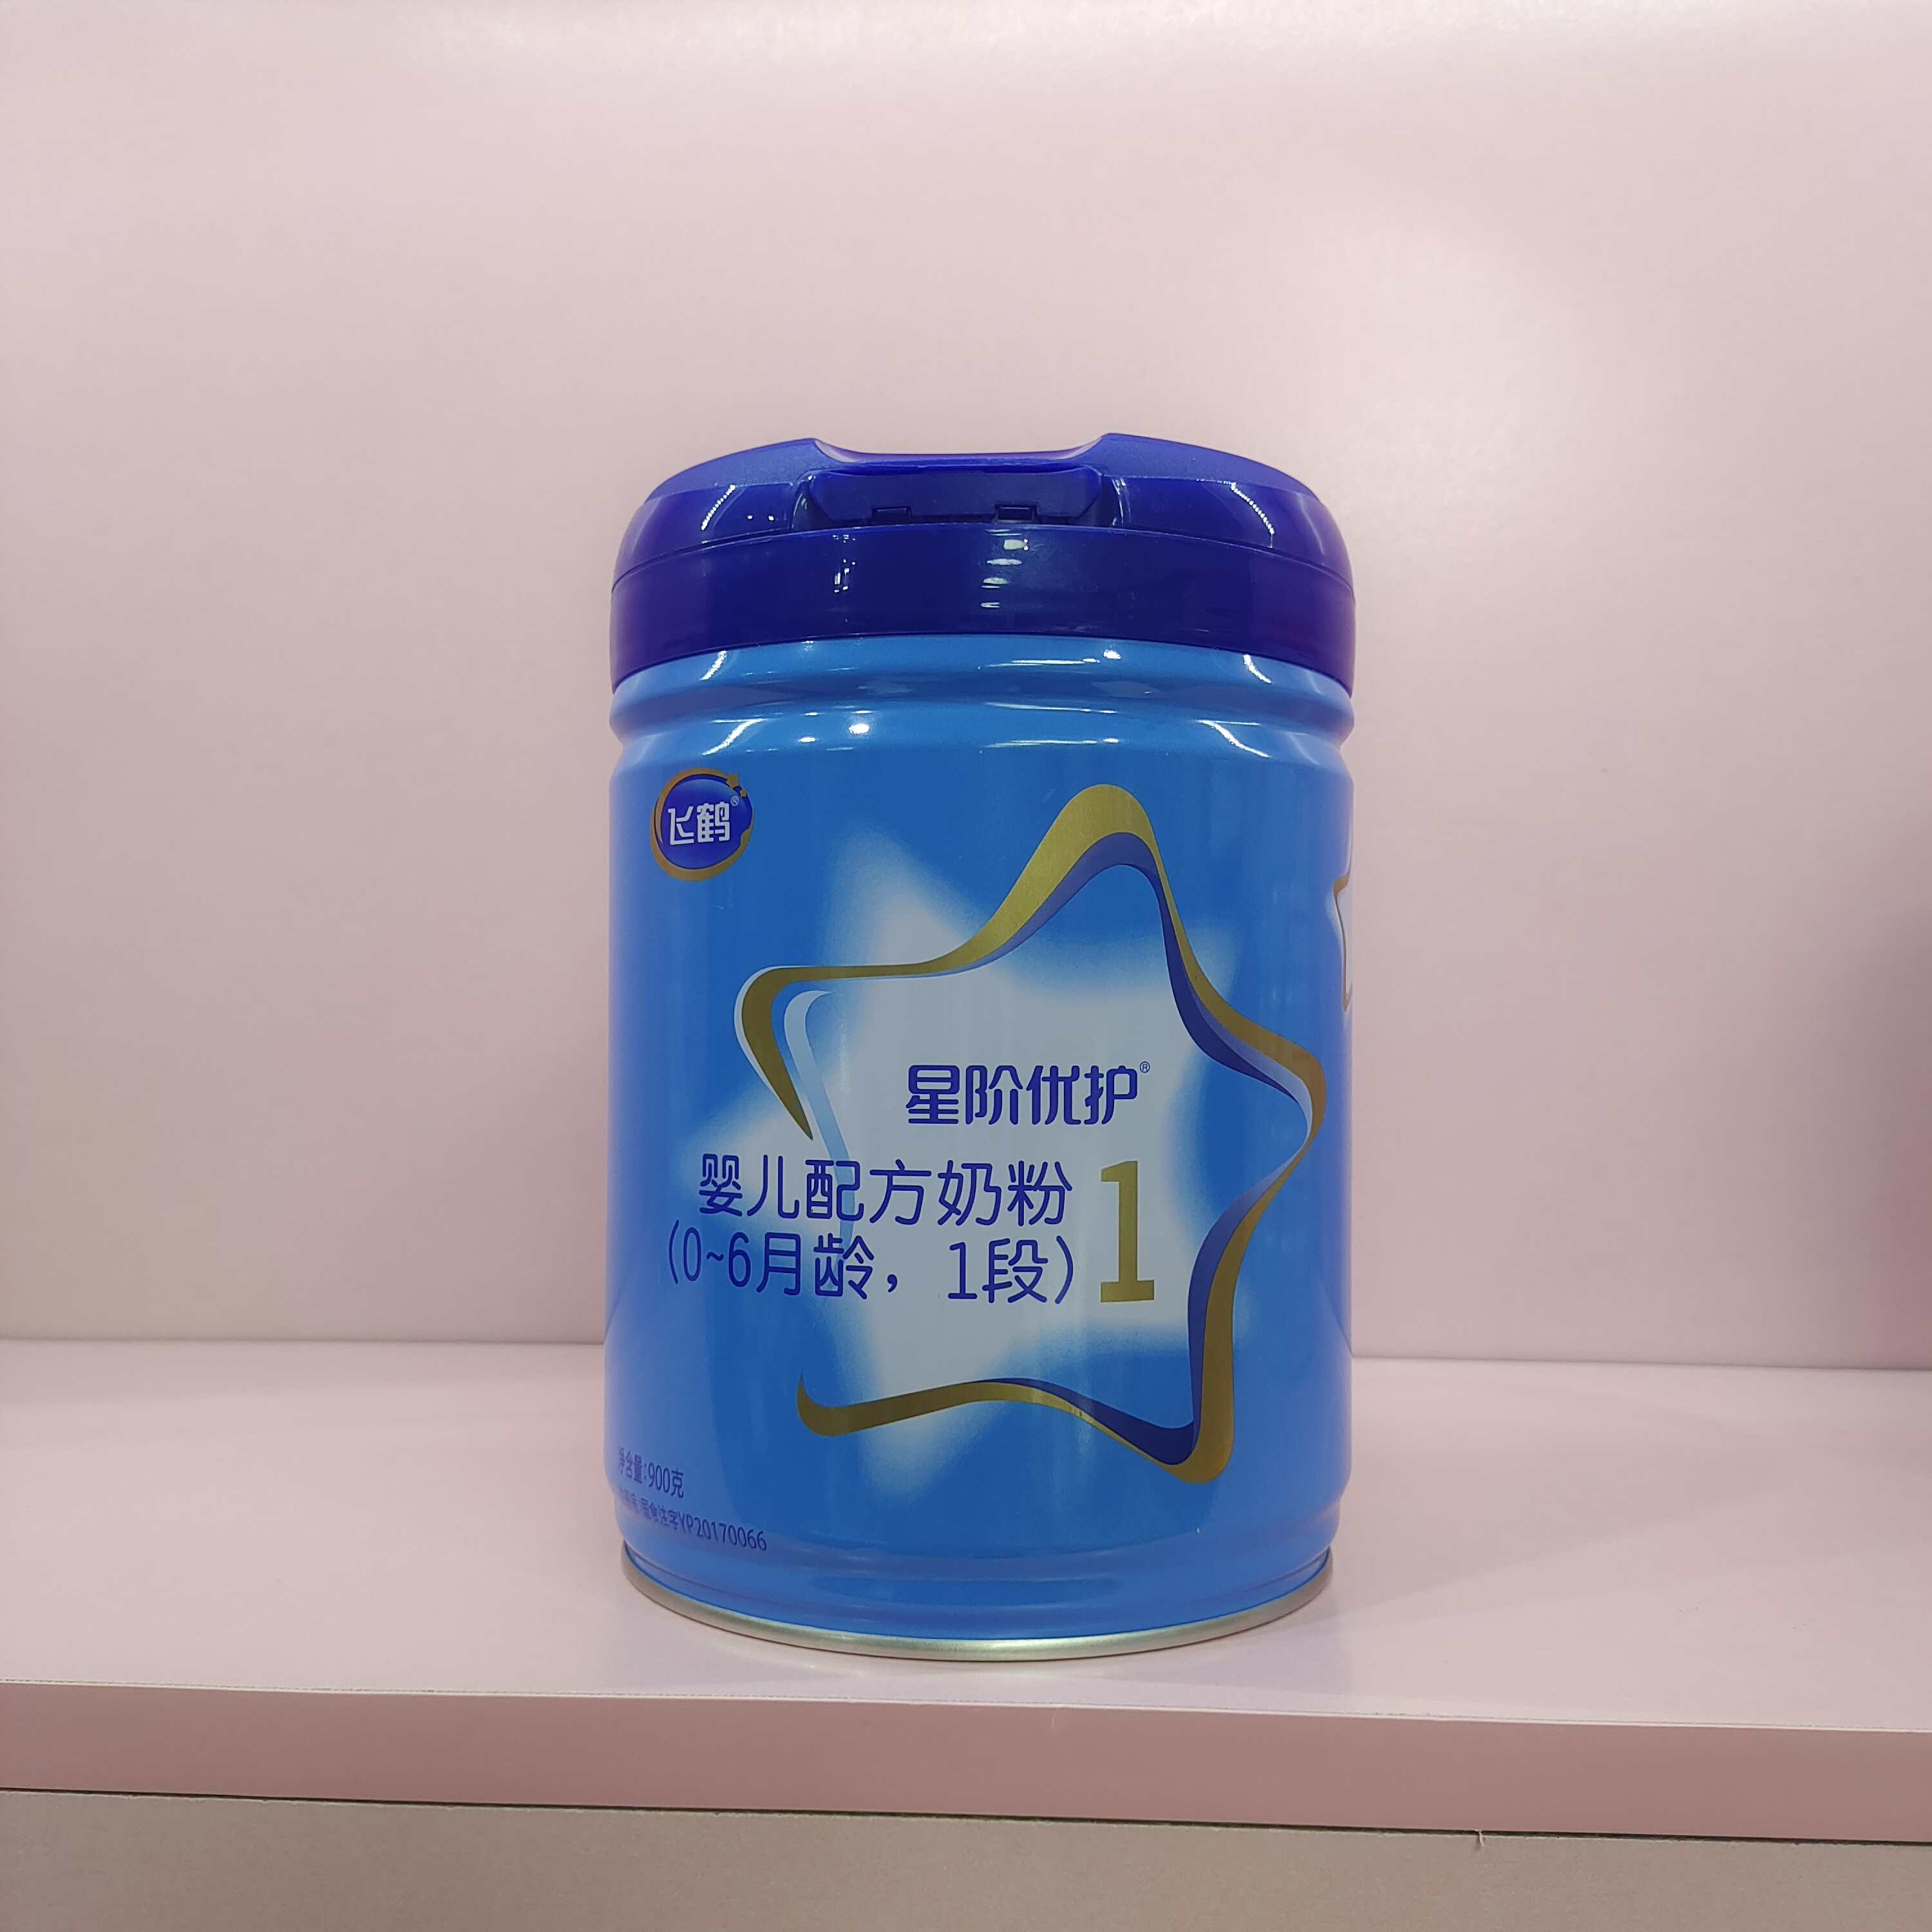 飞鹤®
星阶优护®
婴儿配方奶粉
(0~6月龄，1段)
1
净含量:900克
国食注字YP20170066